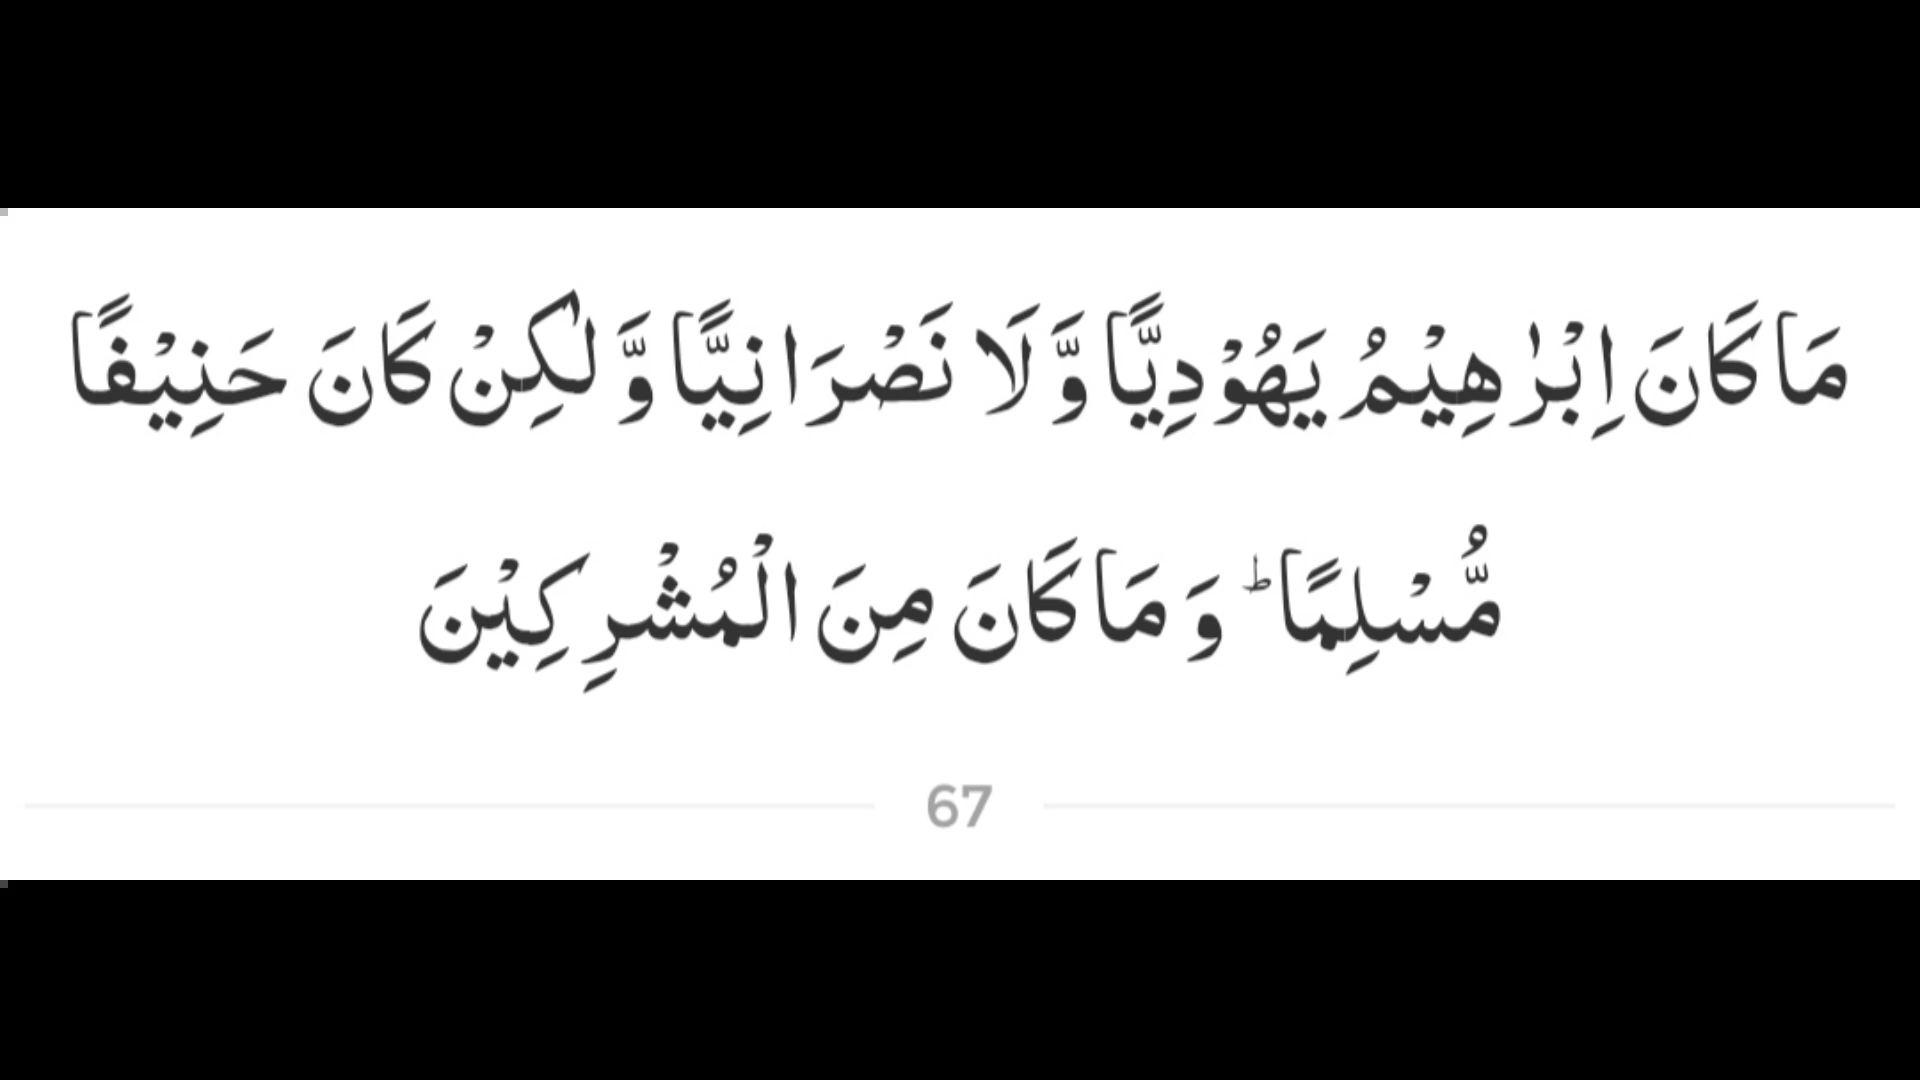 مَا كَانَ اِبْرٰهِيْمُ يَهُوْدِيًّا وَّلَا نَصْرَانِيًّا وَّلٰكِنْ كَانَ حَنِيْفًا
مُّسْلِمًا ؕ وَمَا كَانَ مِنَ الْمُشْرِكِيْنَ
67